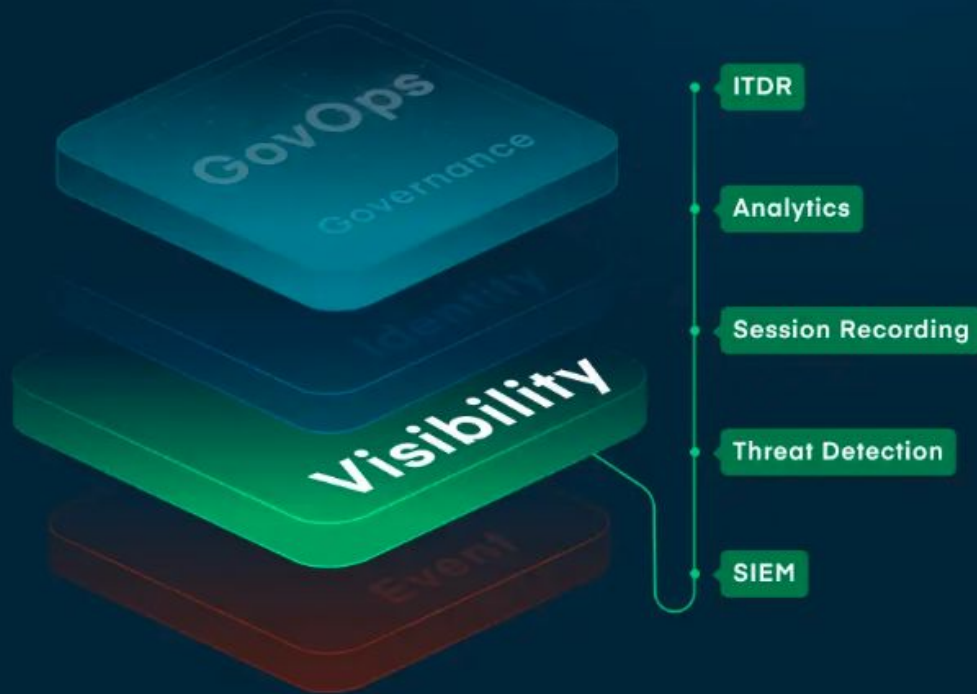 GovOps
Governance
Identity
Visibility
Event
ITDR
Analytics
Session Recording
Threat Detection
SIEM